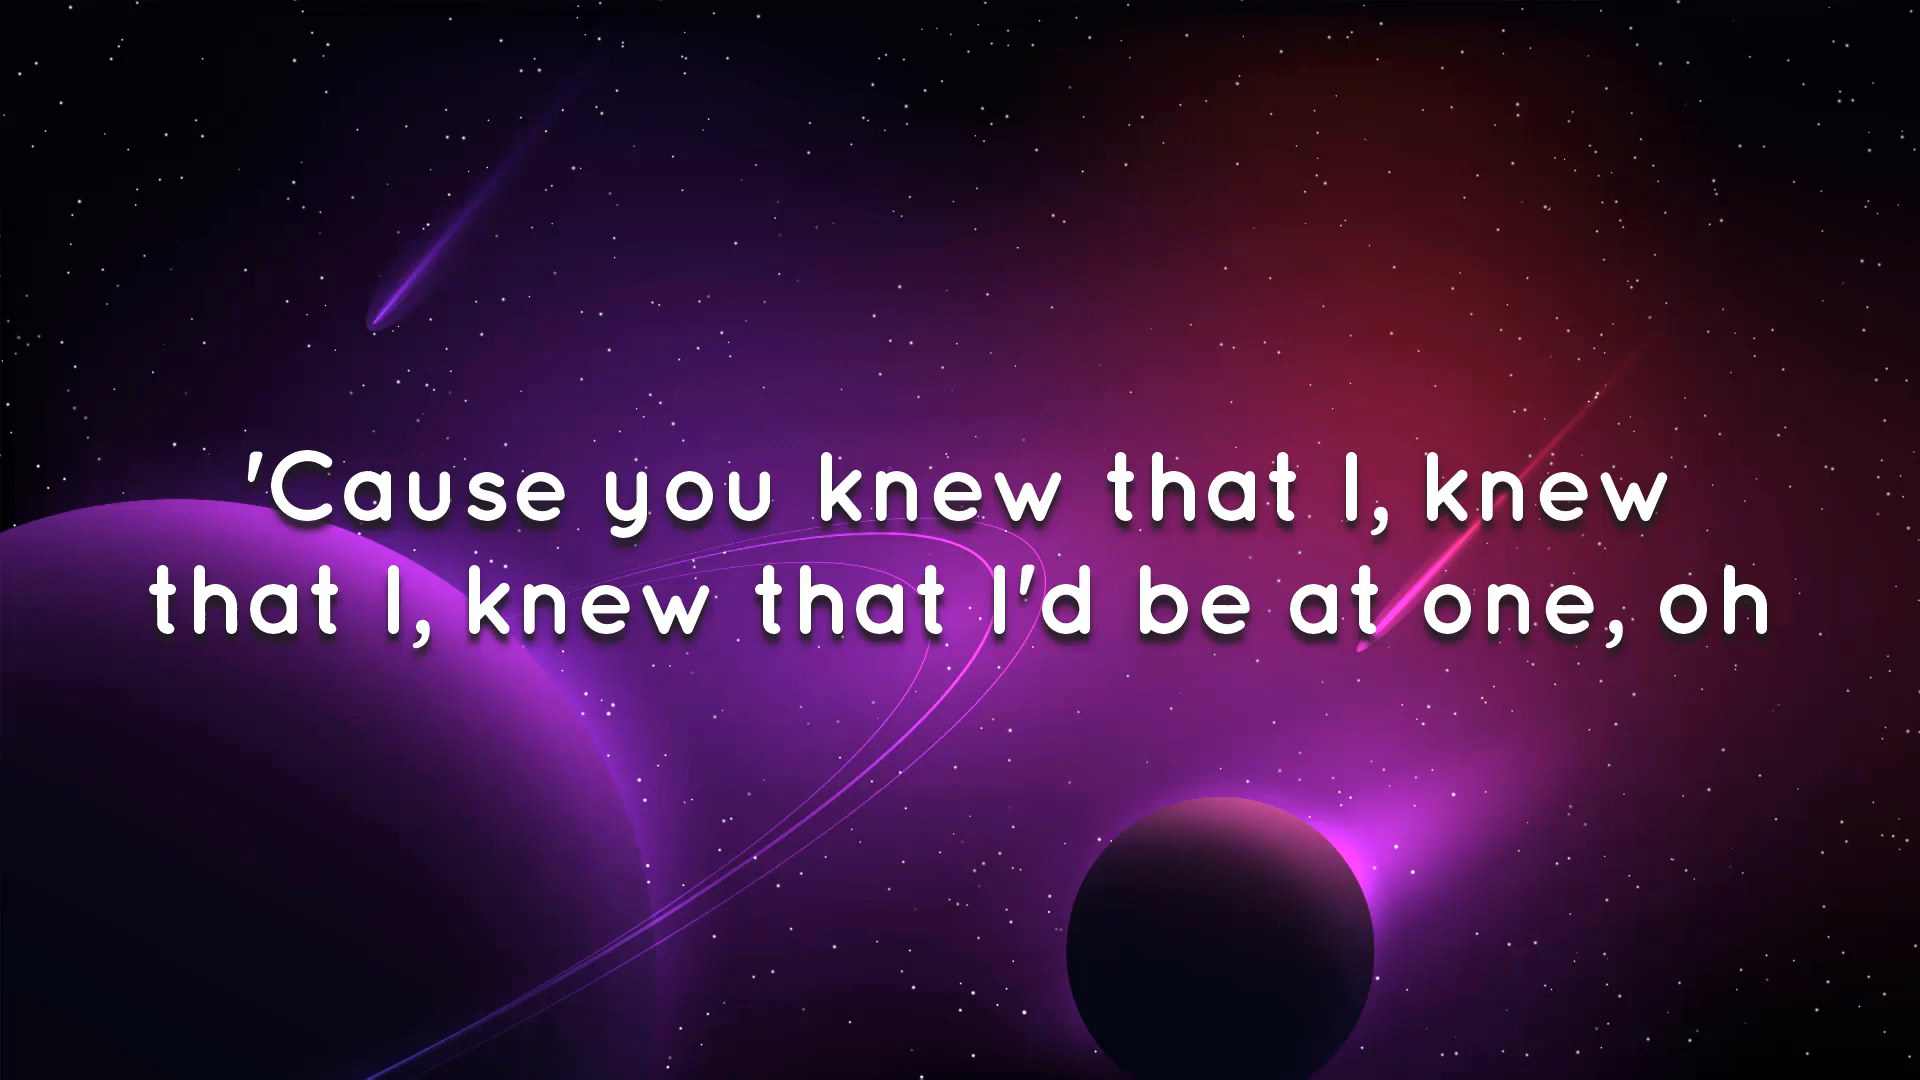 'Cause you knew that I, knew
that I, knew that I'd be at one, oh